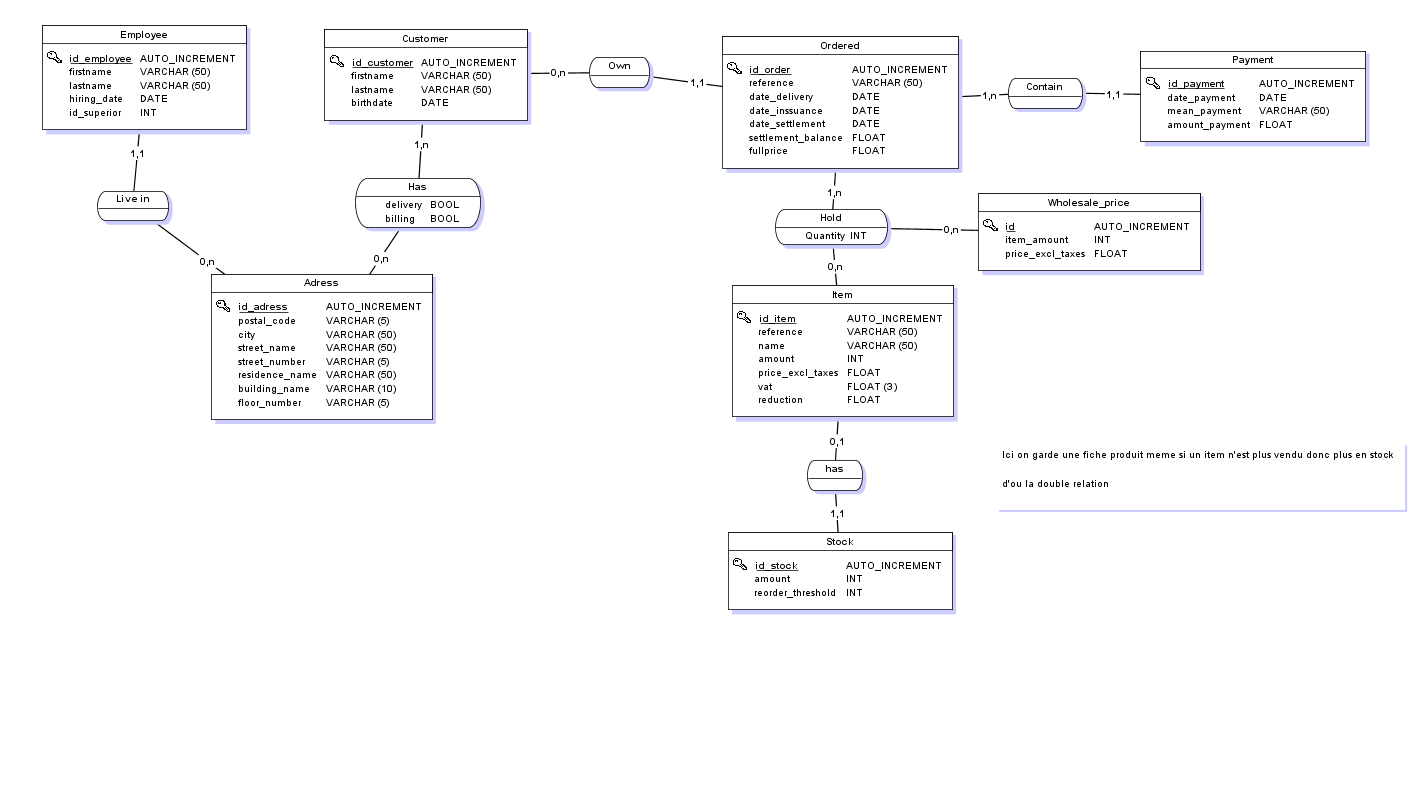 Employee
id_employee AUTO_INCREMENT
firstname VARCHAR (50)
lastname VARCHAR (50)
hiring_date DATE
id_superior INT
1,1
Live in
0,n
Customer
id_customer AUTO_INCREMENT
firstname VARCHAR (50)
lastname VARCHAR (50)
birthdate DATE
1,n
Has
delivery BOOL
billing BOOL
0,n
Adress
id_adress AUTO_INCREMENT
postal_code VARCHAR (5)
city VARCHAR (50)
street_name VARCHAR (50)
street_number VARCHAR (5)
residence_name VARCHAR (50)
building_name VARCHAR (10)
floor_number VARCHAR (5)
0,n
Own
1,1
Ordered
id_order AUTO_INCREMENT
reference VARCHAR (50)
date_delivery DATE
date_inssuance DATE
date_settlement DATE
settlement_balance FLOAT
fullprice FLOAT
1,n
Contain
1,1
Payment
id_payment AUTO_INCREMENT
date_payment DATE
mean_payment VARCHAR (50)
amount_payment FLOAT
1,n
Hold
Quantity INT
0,n
Wholesale_price
id AUTO_INCREMENT
item_amount INT
price_excl_taxes FLOAT
0,n
Item
id_item AUTO_INCREMENT
reference VARCHAR (50)
name VARCHAR (50)
amount INT
price_excl_taxes FLOAT
vat FLOAT (3)
reduction FLOAT
0,1
has
1,1
Stock
id_stock AUTO_INCREMENT
amount INT
reorder_threshold INT
Ici on garde une fiche produit meme si un item n'est plus vendu donc plus en stock
d'ou la double relation